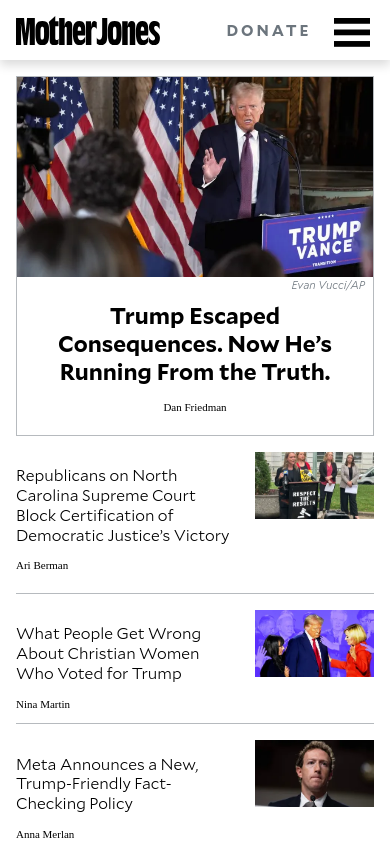 Mother Jones
DONATE
TRUMP
VANCE
TRANSITION
Evan Vucci/AP
Trump Escaped
Consequences. Now He’s
Running From the Truth.
Dan Friedman
Republicans on North
Carolina Supreme Court
Block Certification of
Democratic Justice’s Victory
Ari Berman
RESPECT
THE
RESULTS
What People Get Wrong
About Christian Women
Who Voted for Trump
Nina Martin
Meta Announces a New,
Trump-Friendly Fact-
Checking Policy
Anna Merlan